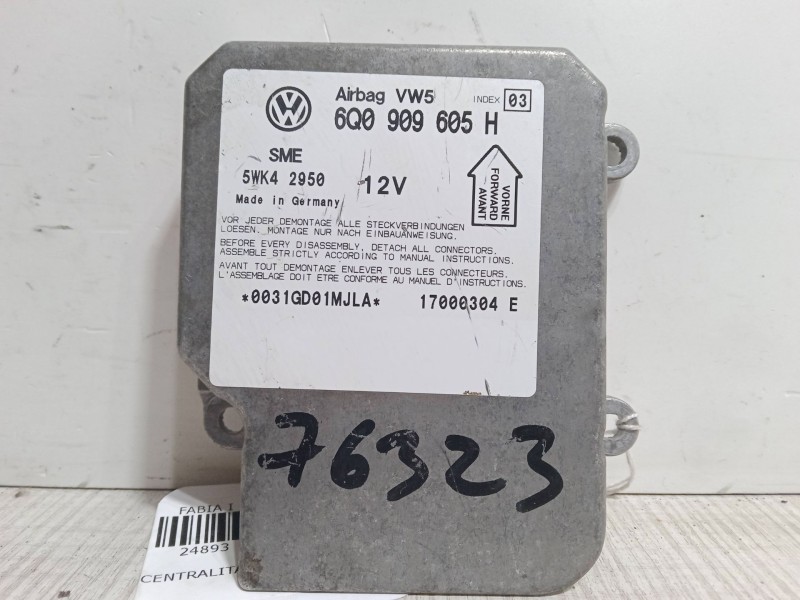 Airbag VW5
INDEX 03
6Q0 909 605 H
SME
5WK4 2950
12V
Made in Germany
VORNE
FORWARD
AVANT
VOR JEDER DEMONTAGE ALLE STECKVERBINDUNGEN
LOESEN. MONTAGE NUR NACH EINBAUANWEISUNG.
BEFORE EVERY DISASSEMBLY, DETACH ALL CONNECTORS.
ASSEMBLE STRICTLY ACCORDING TO MANUAL INSTRUCTIONS.
AVANT TOUT DEMONTAGE ENLEVER TOUS LES CONNECTEURS.
L'ASSEMBLAGE DOIT ETRE CONFORME AU MANUEL D'INSTRUCTIONS.
*0031GD01MJLA* 17000304 E
76323
FABIA I
24893
CENTRALIT